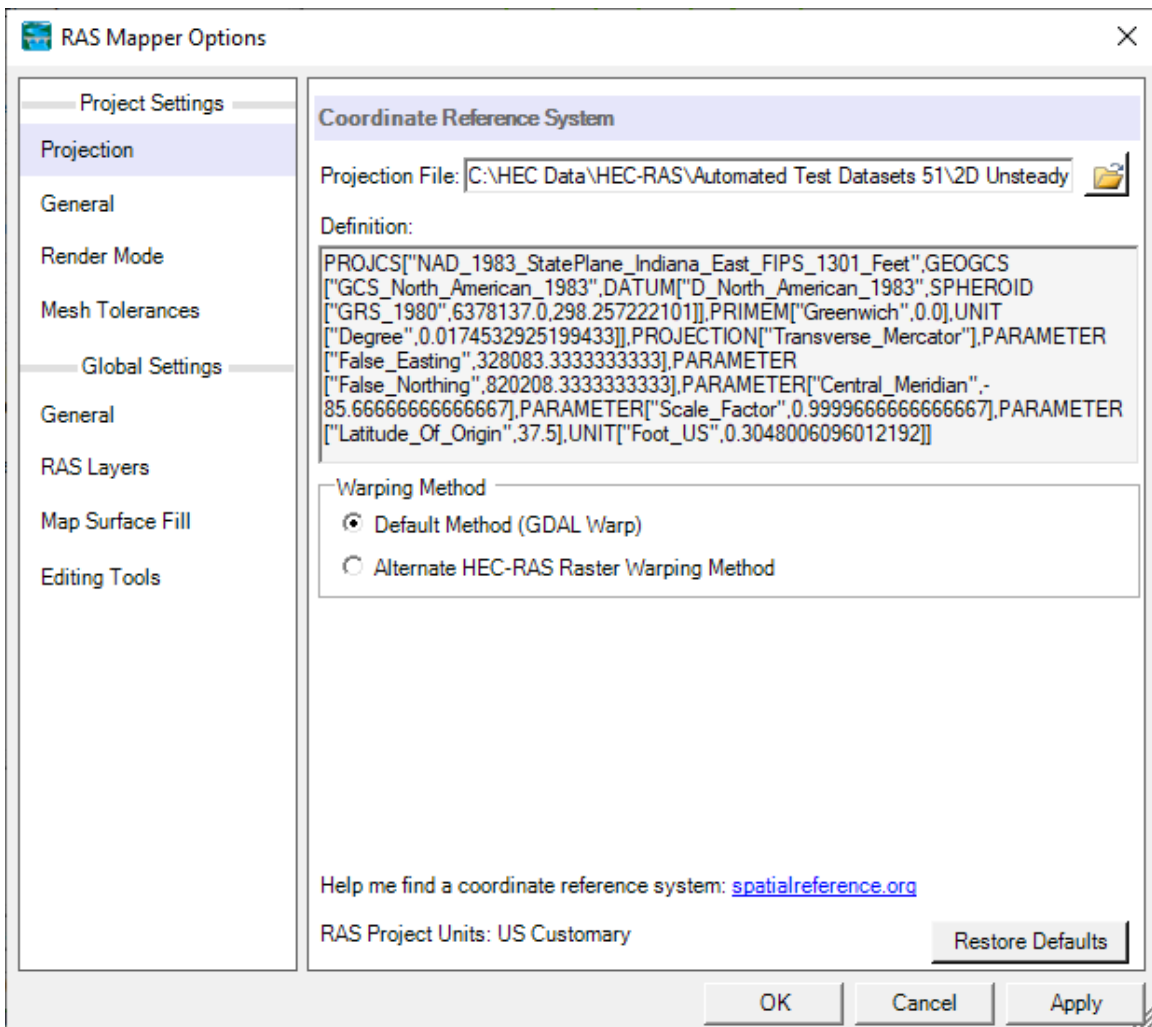 RAS Mapper Options
Project Settings
Projection
General
Render Mode
Mesh Tolerances
Global Settings
General
RAS Layers
Map Surface Fill
Editing Tools
Coordinate Reference System
Projection File: C:\HEC Data\HEC-RAS\Automated Test Datasets 51\2D Unsteady
Definition:
PROJCS["NAD_1983_StatePlane_Indiana_East_FIPS_1301_Feet",GEOGCS
["GCS_North_American_1983",DATUM["D_North_American_1983",SPHEROID
["GRS_1980",6378137.0,298.257222101]],PRIMEM["Greenwich",0.0],UNIT
["Degree",0.0174532925199433]],PROJECTION["Transverse_Mercator"],PARAMETER
["False_Easting",328083.3333333333],PARAMETER
["False_Northing",820208.3333333333],PARAMETER["Central_Meridian",-
85.66666666666667],PARAMETER["Scale_Factor",0.9999666666666667],PARAMETER
["Latitude_Of_Origin",37.5],UNIT["Foot_US",0.3048006096012192]]
Warping Method
Default Method (GDAL Warp)
Alternate HEC-RAS Raster Warping Method
Help me find a coordinate reference system: spatialreference.org
RAS Project Units: US Customary
Restore Defaults
OK
Cancel
Apply